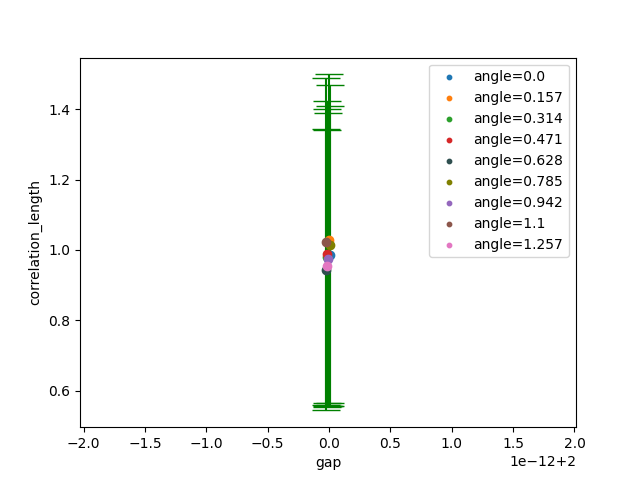 angle=0.0
angle=0.157
angle=0.314
angle=0.471
angle=0.628
angle=0.785
angle=0.942
angle=1.1
angle=1.257
correlation_length
1.4
1.2
1.0
0.8
0.6
−2.0 −1.5 −1.0 −0.5 0.0 0.5 1.0 1.5 2.0
gap
1e−12+2